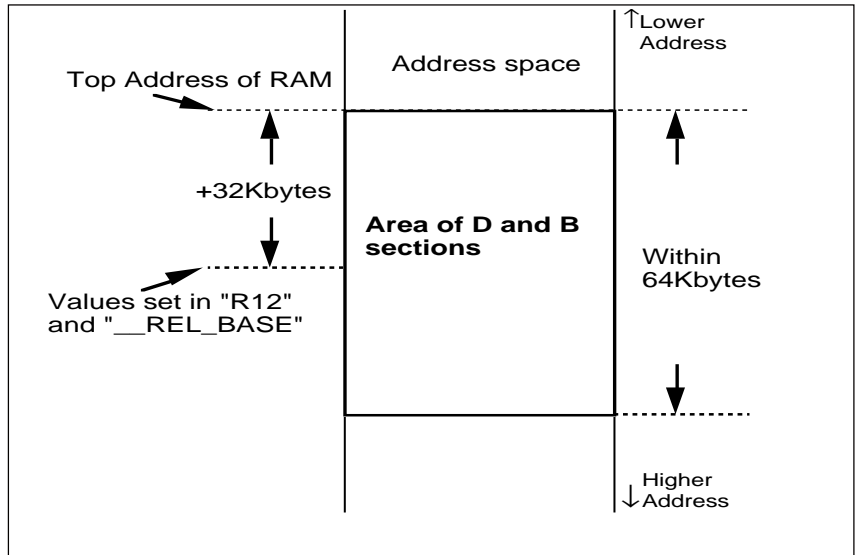 ↑Lower
Address
Address space
Top Address of RAM
+32Kbytes
Area of D and B
sections
Within
64Kbytes
Values set in "R12"
and "__REL_BASE"
Higher
↓Address